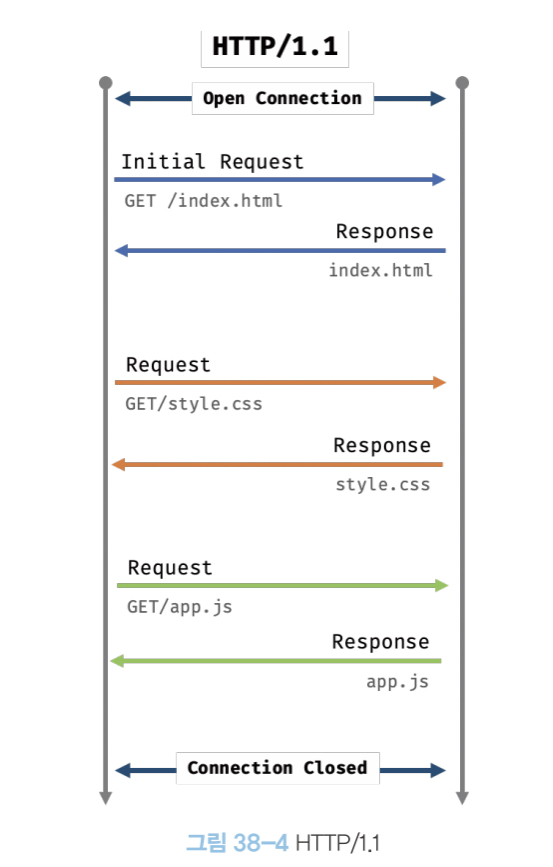 HTTP/1.1
Open Connection
Initial Request
GET /index.html
Response
index.html
Request
GET/style.css
Response
style.css
Request
GET/app.js
Response
app.js
Connection Closed
그림 38-4 HTTP/1.1